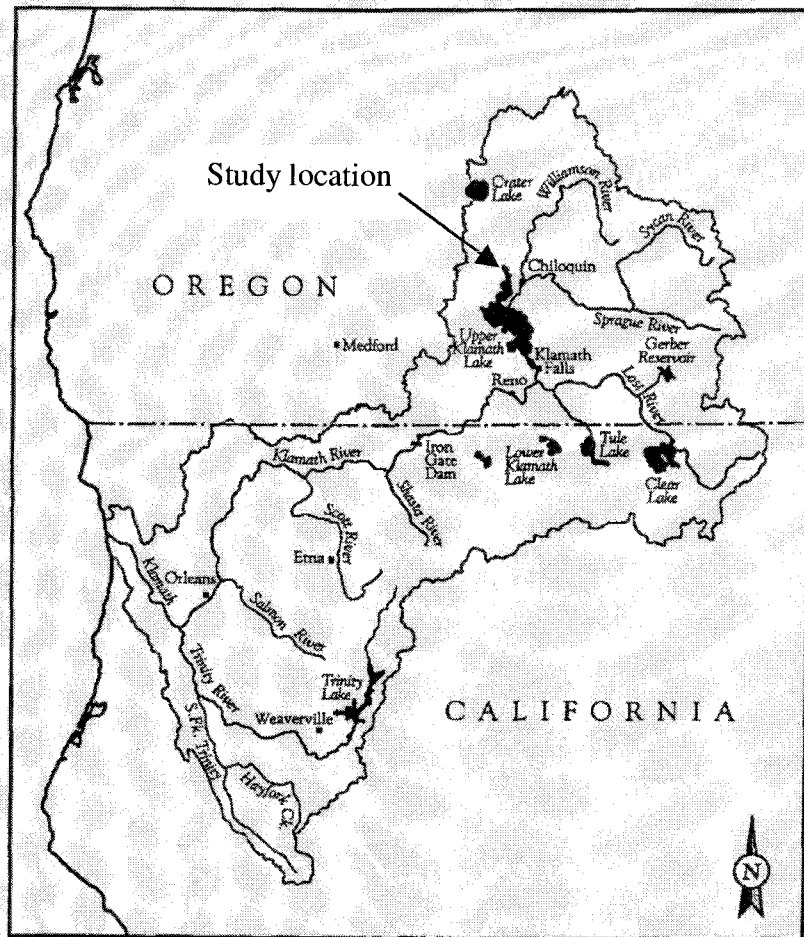 Study location
Crater
Lake
Williamson
River
Sycan River
Chiloquin
OREGON
Sprague River
Medford
Upper
Klamath
Lake
Klamath
Falls
Gerber
Reservoir
Reno
Lost River
Klamath River
Iron
Gate
Dam
Lower
Klamath
Lake
Tule
Lake
Clear
Lake
Shasta River
Scott River
Etna
Klamath
Orleans
Salmon
River
Trinity River
Trinity
Lake
Weaverville
CALIFORNIA
S. Fk. Trinity
Hayfork Ck.
N